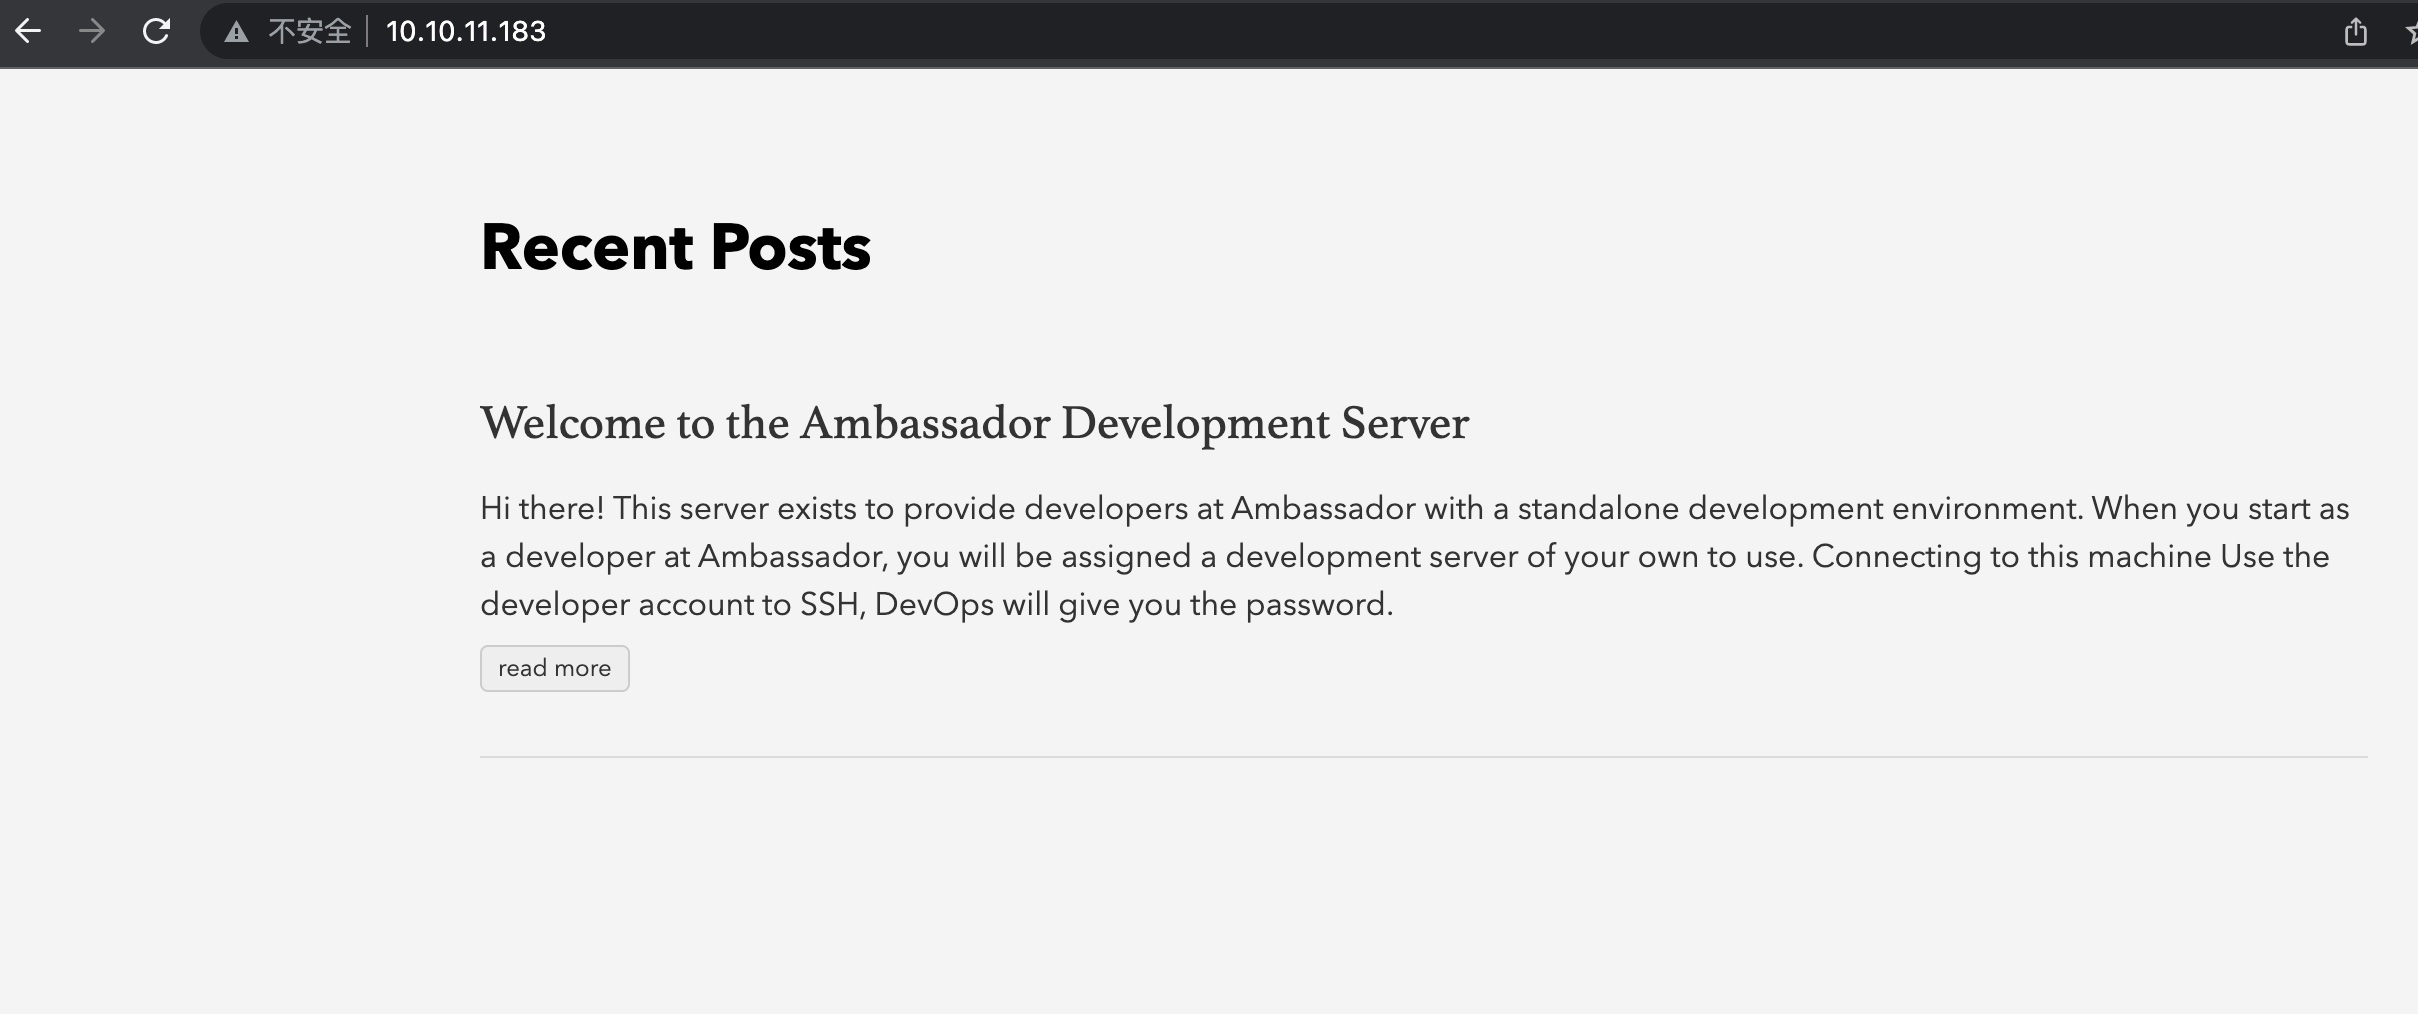 不安全 10.10.11.183
Recent Posts
Welcome to the Ambassador Development Server
Hi there! This server exists to provide developers at Ambassador with a standalone development environment. When you start as
a developer at Ambassador, you will be assigned a development server of your own to use. Connecting to this machine Use the
developer account to SSH, DevOps will give you the password.
read more